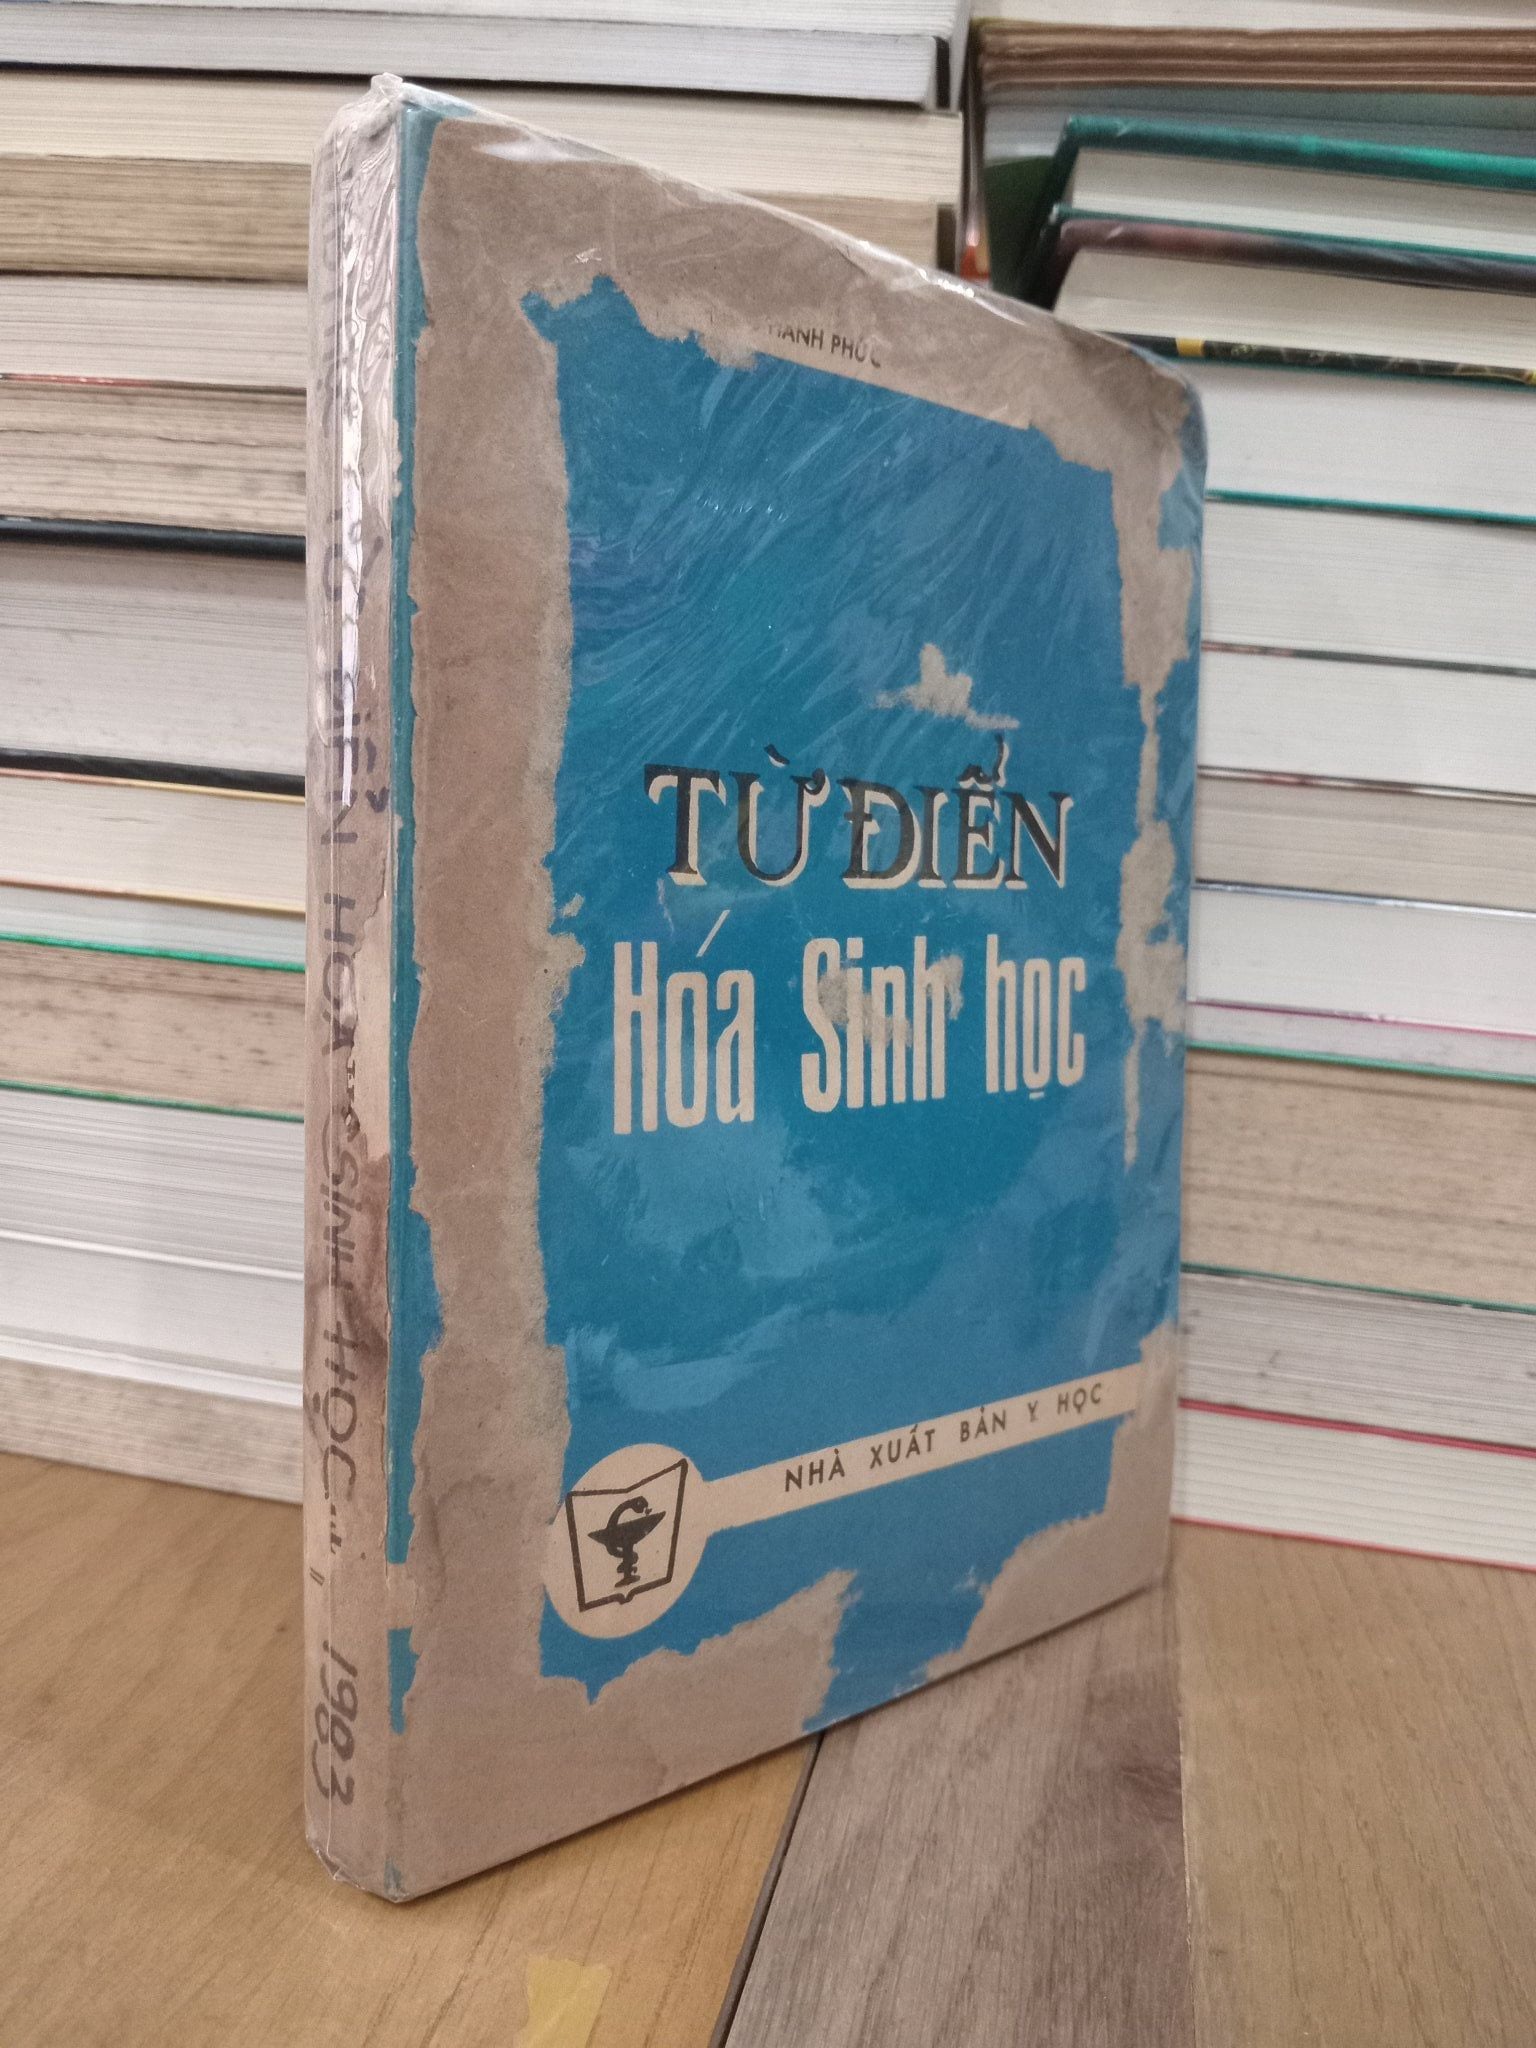 HẠNH PHÚC
TỪ ĐIỂN
Hóa Sinh học
NHÀ XUẤT BẢN Y HỌC
TỪ ĐIỂN HÓA SINH HỌC 1983